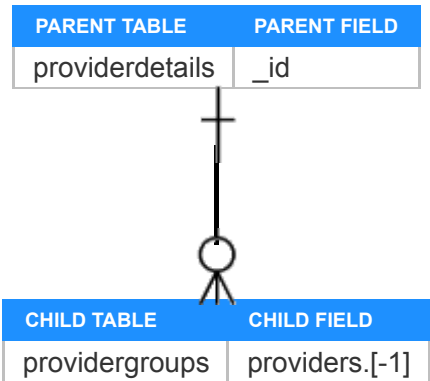 PARENT TABLE PARENT FIELD
providerdetails _id
CHILD TABLE CHILD FIELD
providergroups providers.[-1]